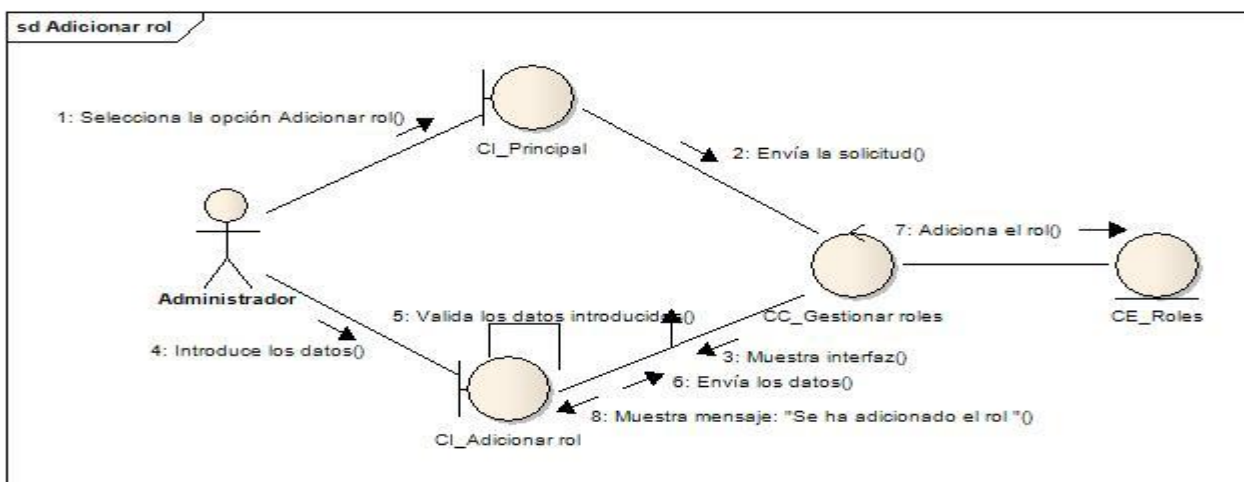 sd Adicionar rol
1: Selecciona la opción Adicionar rol()
CI_Principal
2: Envía la solicitud()
7: Adiciona el rol()
Administrador
5: Valida los datos introducidos()
CC_Gestionar roles
CE_Roles
4: Introduce los datos()
3: Muestra interfaz()
6: Envía los datos()
8: Muestra mensaje: "Se ha adicionado el rol "()
CI_Adicionar rol